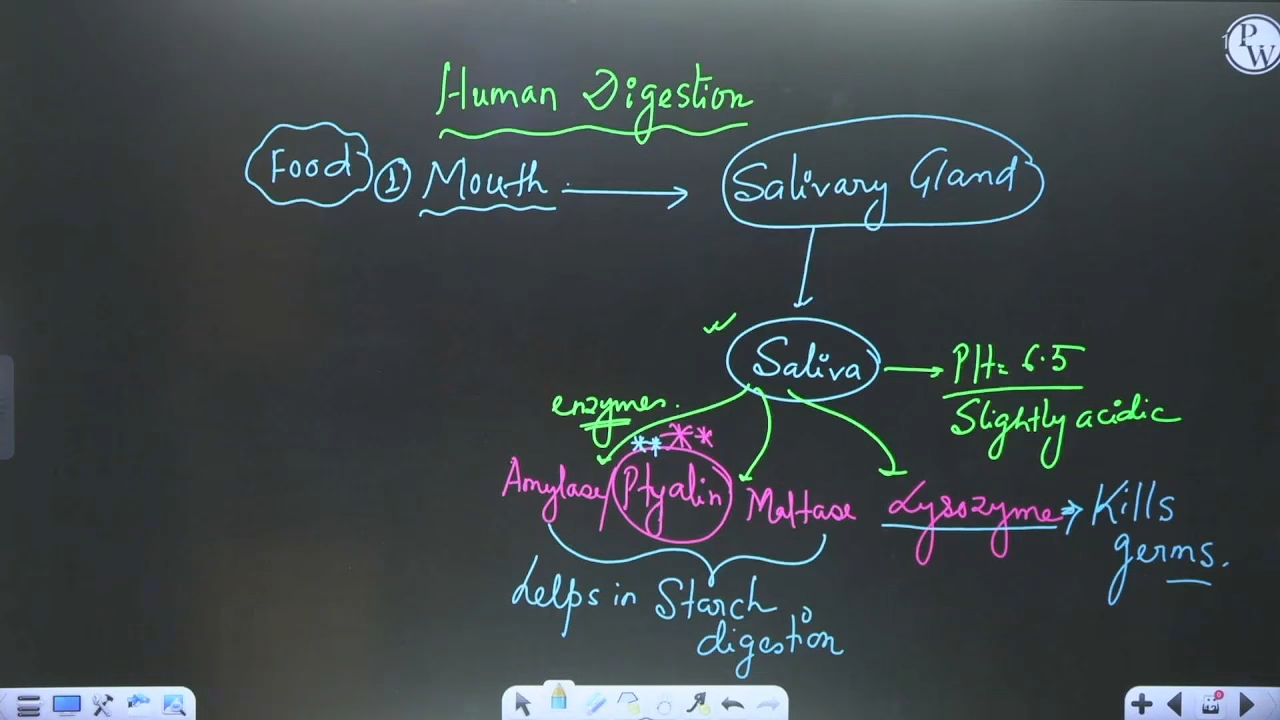 PW
Human Digestion
Food ① Mouth → Salivary Gland
Saliva → PH= 6.5
Slightly acidic
enzymes.
Amylase/Ptyalin Maltase Lysozyme → Kills
germs.
Helps in Starch
digestion